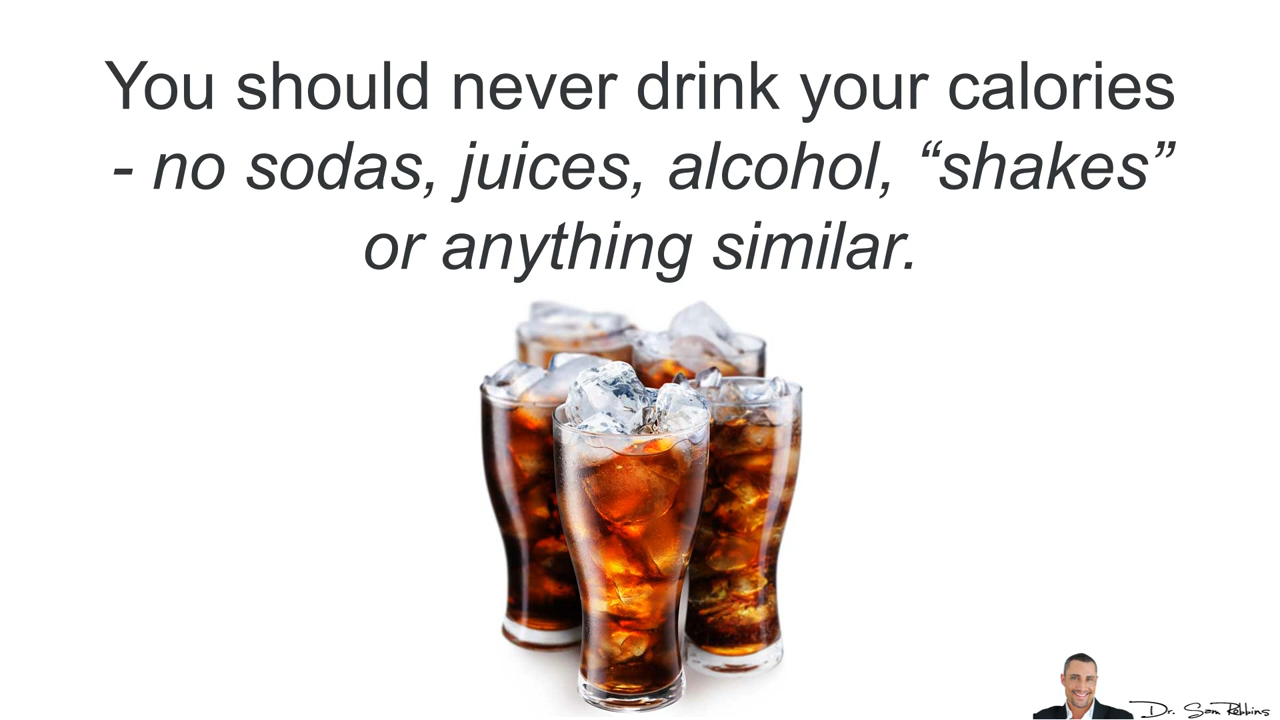 You should never drink your calories
- no sodas, juices, alcohol, “shakes”
or anything similar.
Dr. Sam Robbins